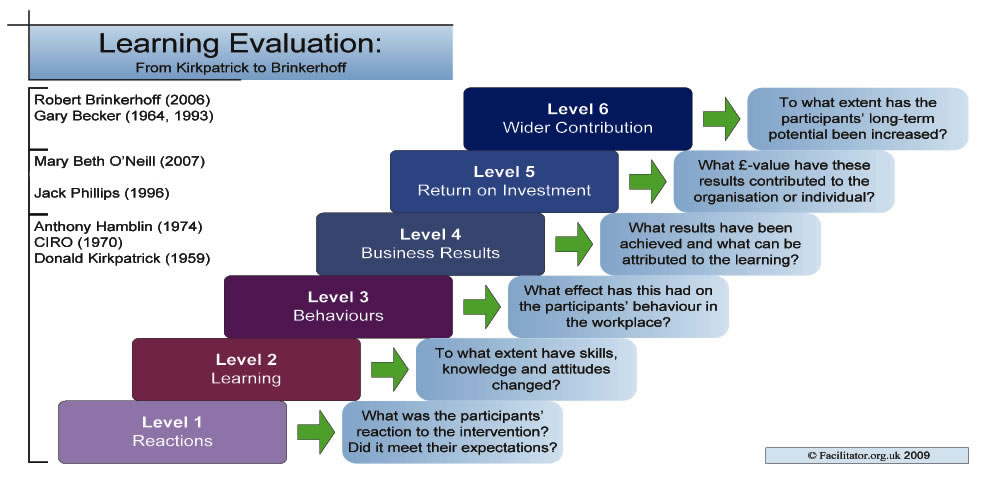 Learning Evaluation:
From Kirkpatrick to Brinkerhoff
Robert Brinkerhoff (2006)
Gary Becker (1964, 1993)
Mary Beth O'Neill (2007)
Jack Phillips (1996)
Anthony Hamblin (1974)
CIRO (1970)
Donald Kirkpatrick (1959)
Level 6
Wider Contribution
To what extent has the
participants' long-term
potential been increased?
Level 5
Return on Investment
What £-value have these
results contributed to the
organisation or individual?
Level 4
Business Results
What results have been
achieved and what can be
attributed to the learning?
Level 3
Behaviours
What effect has this had on
the participants' behaviour in
the workplace?
Level 2
Learning
To what extent have skills,
knowledge and attitudes
changed?
Level 1
Reactions
What was the participants'
reaction to the intervention?
Did it meet their expectations?
© Facilitator.org.uk 2009